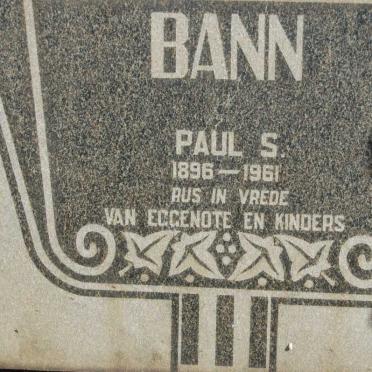 BANN
PAUL S.
1896–1961
RUS IN VREDE
VAN EGGENOTE EN KINDERS